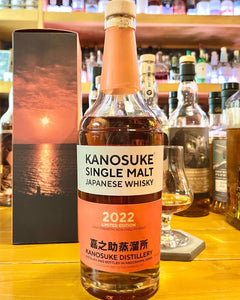 KANOSUKE
SINGLE MALT
JAPANESE WHISKY
2022
LIMITED EDITION
嘉之助蒸溜所
KANOSUKE DISTILLERY